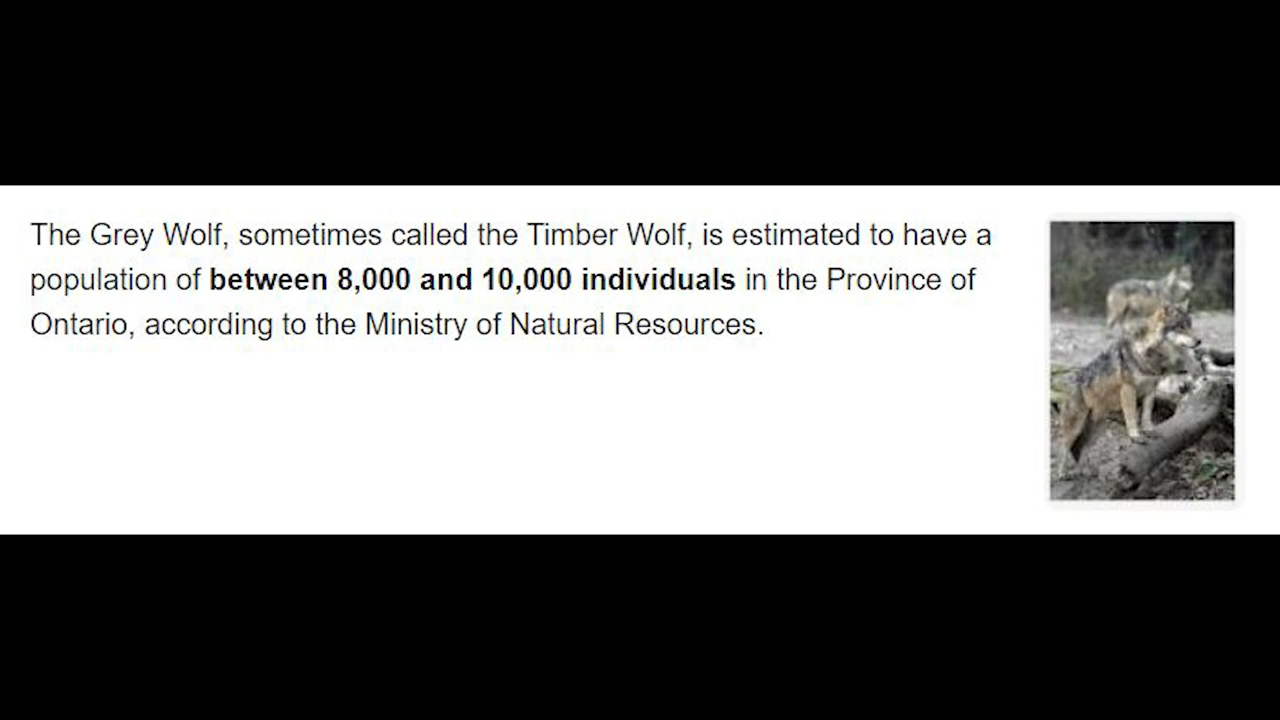 The Grey Wolf, sometimes called the Timber Wolf, is estimated to have a
population of between 8,000 and 10,000 individuals in the Province of
Ontario, according to the Ministry of Natural Resources.